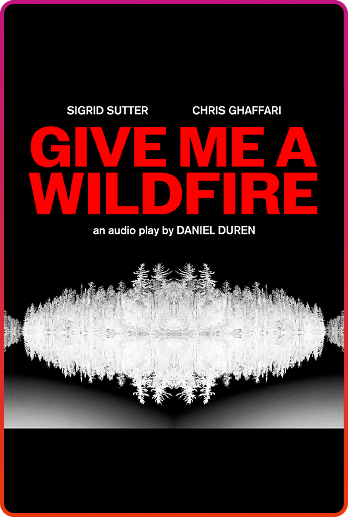 SIGRID SUTTER CHRIS GHAFFARI
GIVE ME A
WILDFIRE
an audio play by DANIEL DUREN